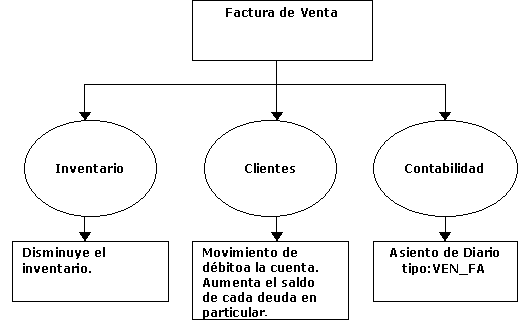 Factura de Venta
Inventario
Clientes
Contabilidad
Disminuye el
inventario.
Movimiento de
débitoa la cuenta.
Aumenta el saldo
de cada deuda en
particular.
Asiento de Diario
tipo:VEN_FA